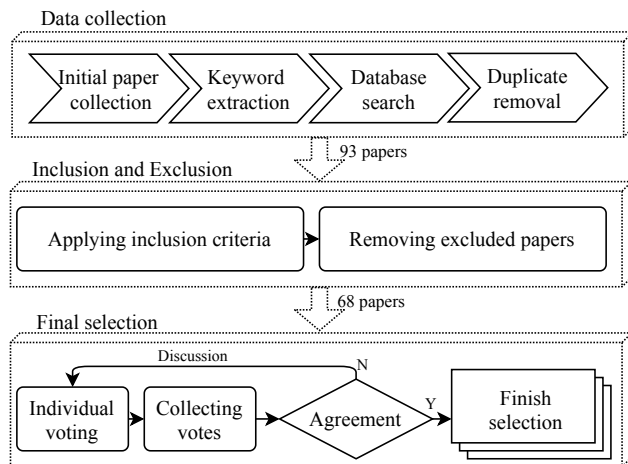 Data collection
Initial paper
collection
Keyword
extraction
Database
search
Duplicate
removal
93 papers
Inclusion and Exclusion
Applying inclusion criteria
Removing excluded papers
68 papers
Final selection
Discussion
N
Individual
voting
Collecting
votes
Agreement
Y
Finish
selection